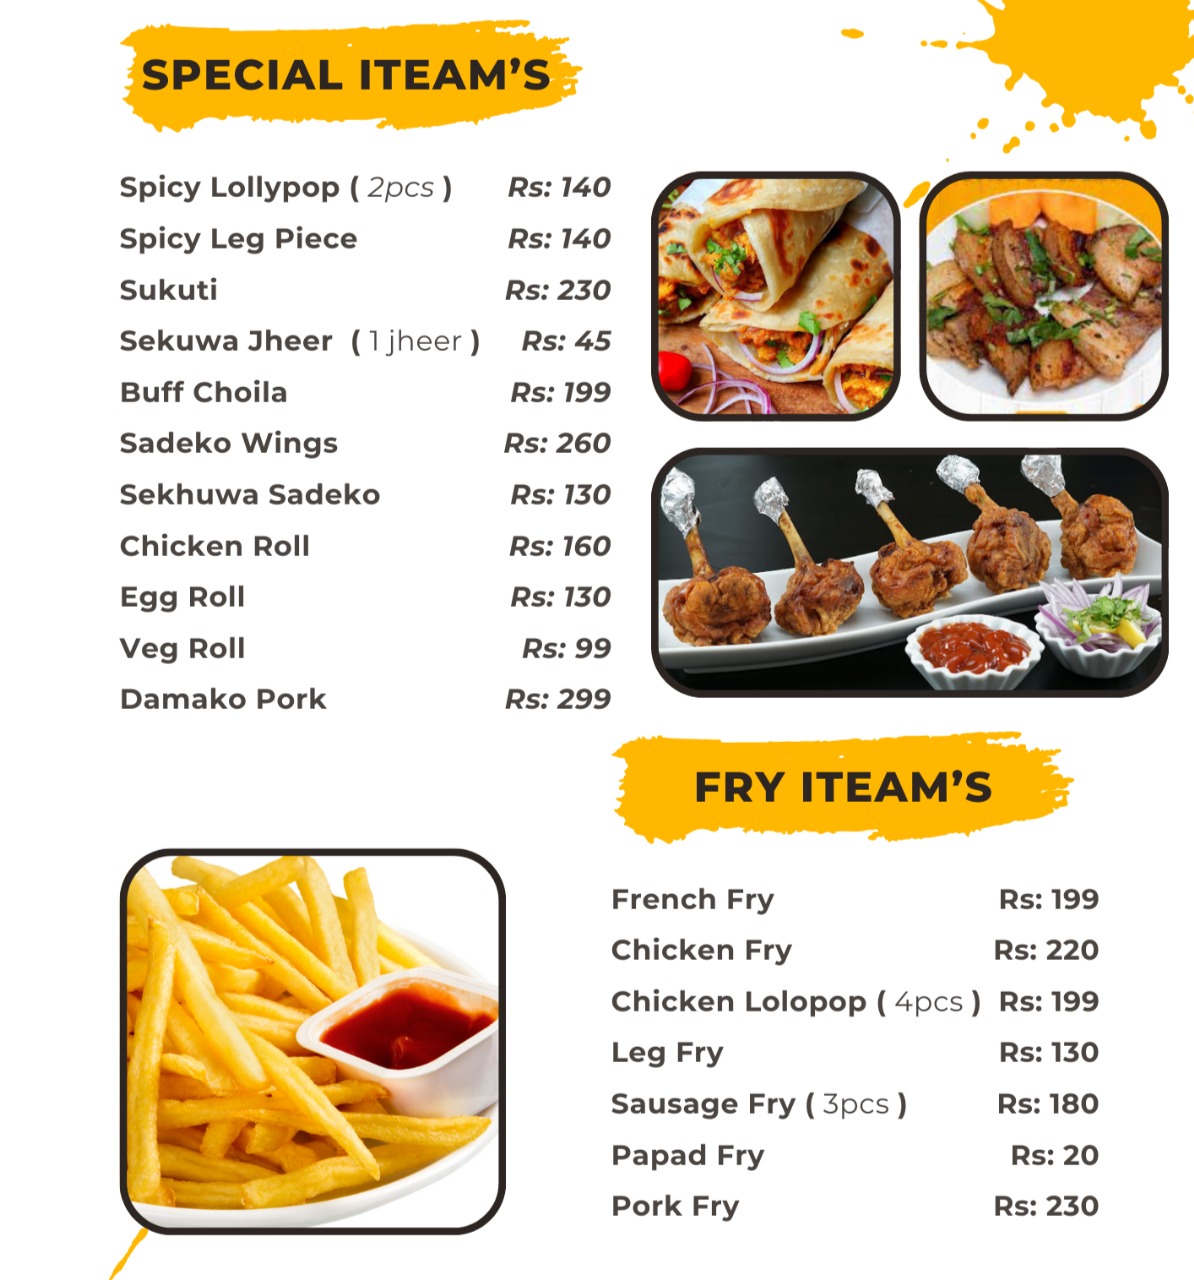 SPECIAL ITEAM’S
Spicy Lollypop ( 2pcs ) Rs: 140
Spicy Leg Piece Rs: 140
Sukuti Rs: 230
Sekuwa Jheer ( 1 jheer ) Rs: 45
Buff Choila Rs: 199
Sadeko Wings Rs: 260
Sekhuwa Sadeko Rs: 130
Chicken Roll Rs: 160
Egg Roll Rs: 130
Veg Roll Rs: 99
Damako Pork Rs: 299
FRY ITEAM’S
French Fry Rs: 199
Chicken Fry Rs: 220
Chicken Lolopop ( 4pcs ) Rs: 199
Leg Fry Rs: 130
Sausage Fry ( 3pcs ) Rs: 180
Papad Fry Rs: 20
Pork Fry Rs: 230